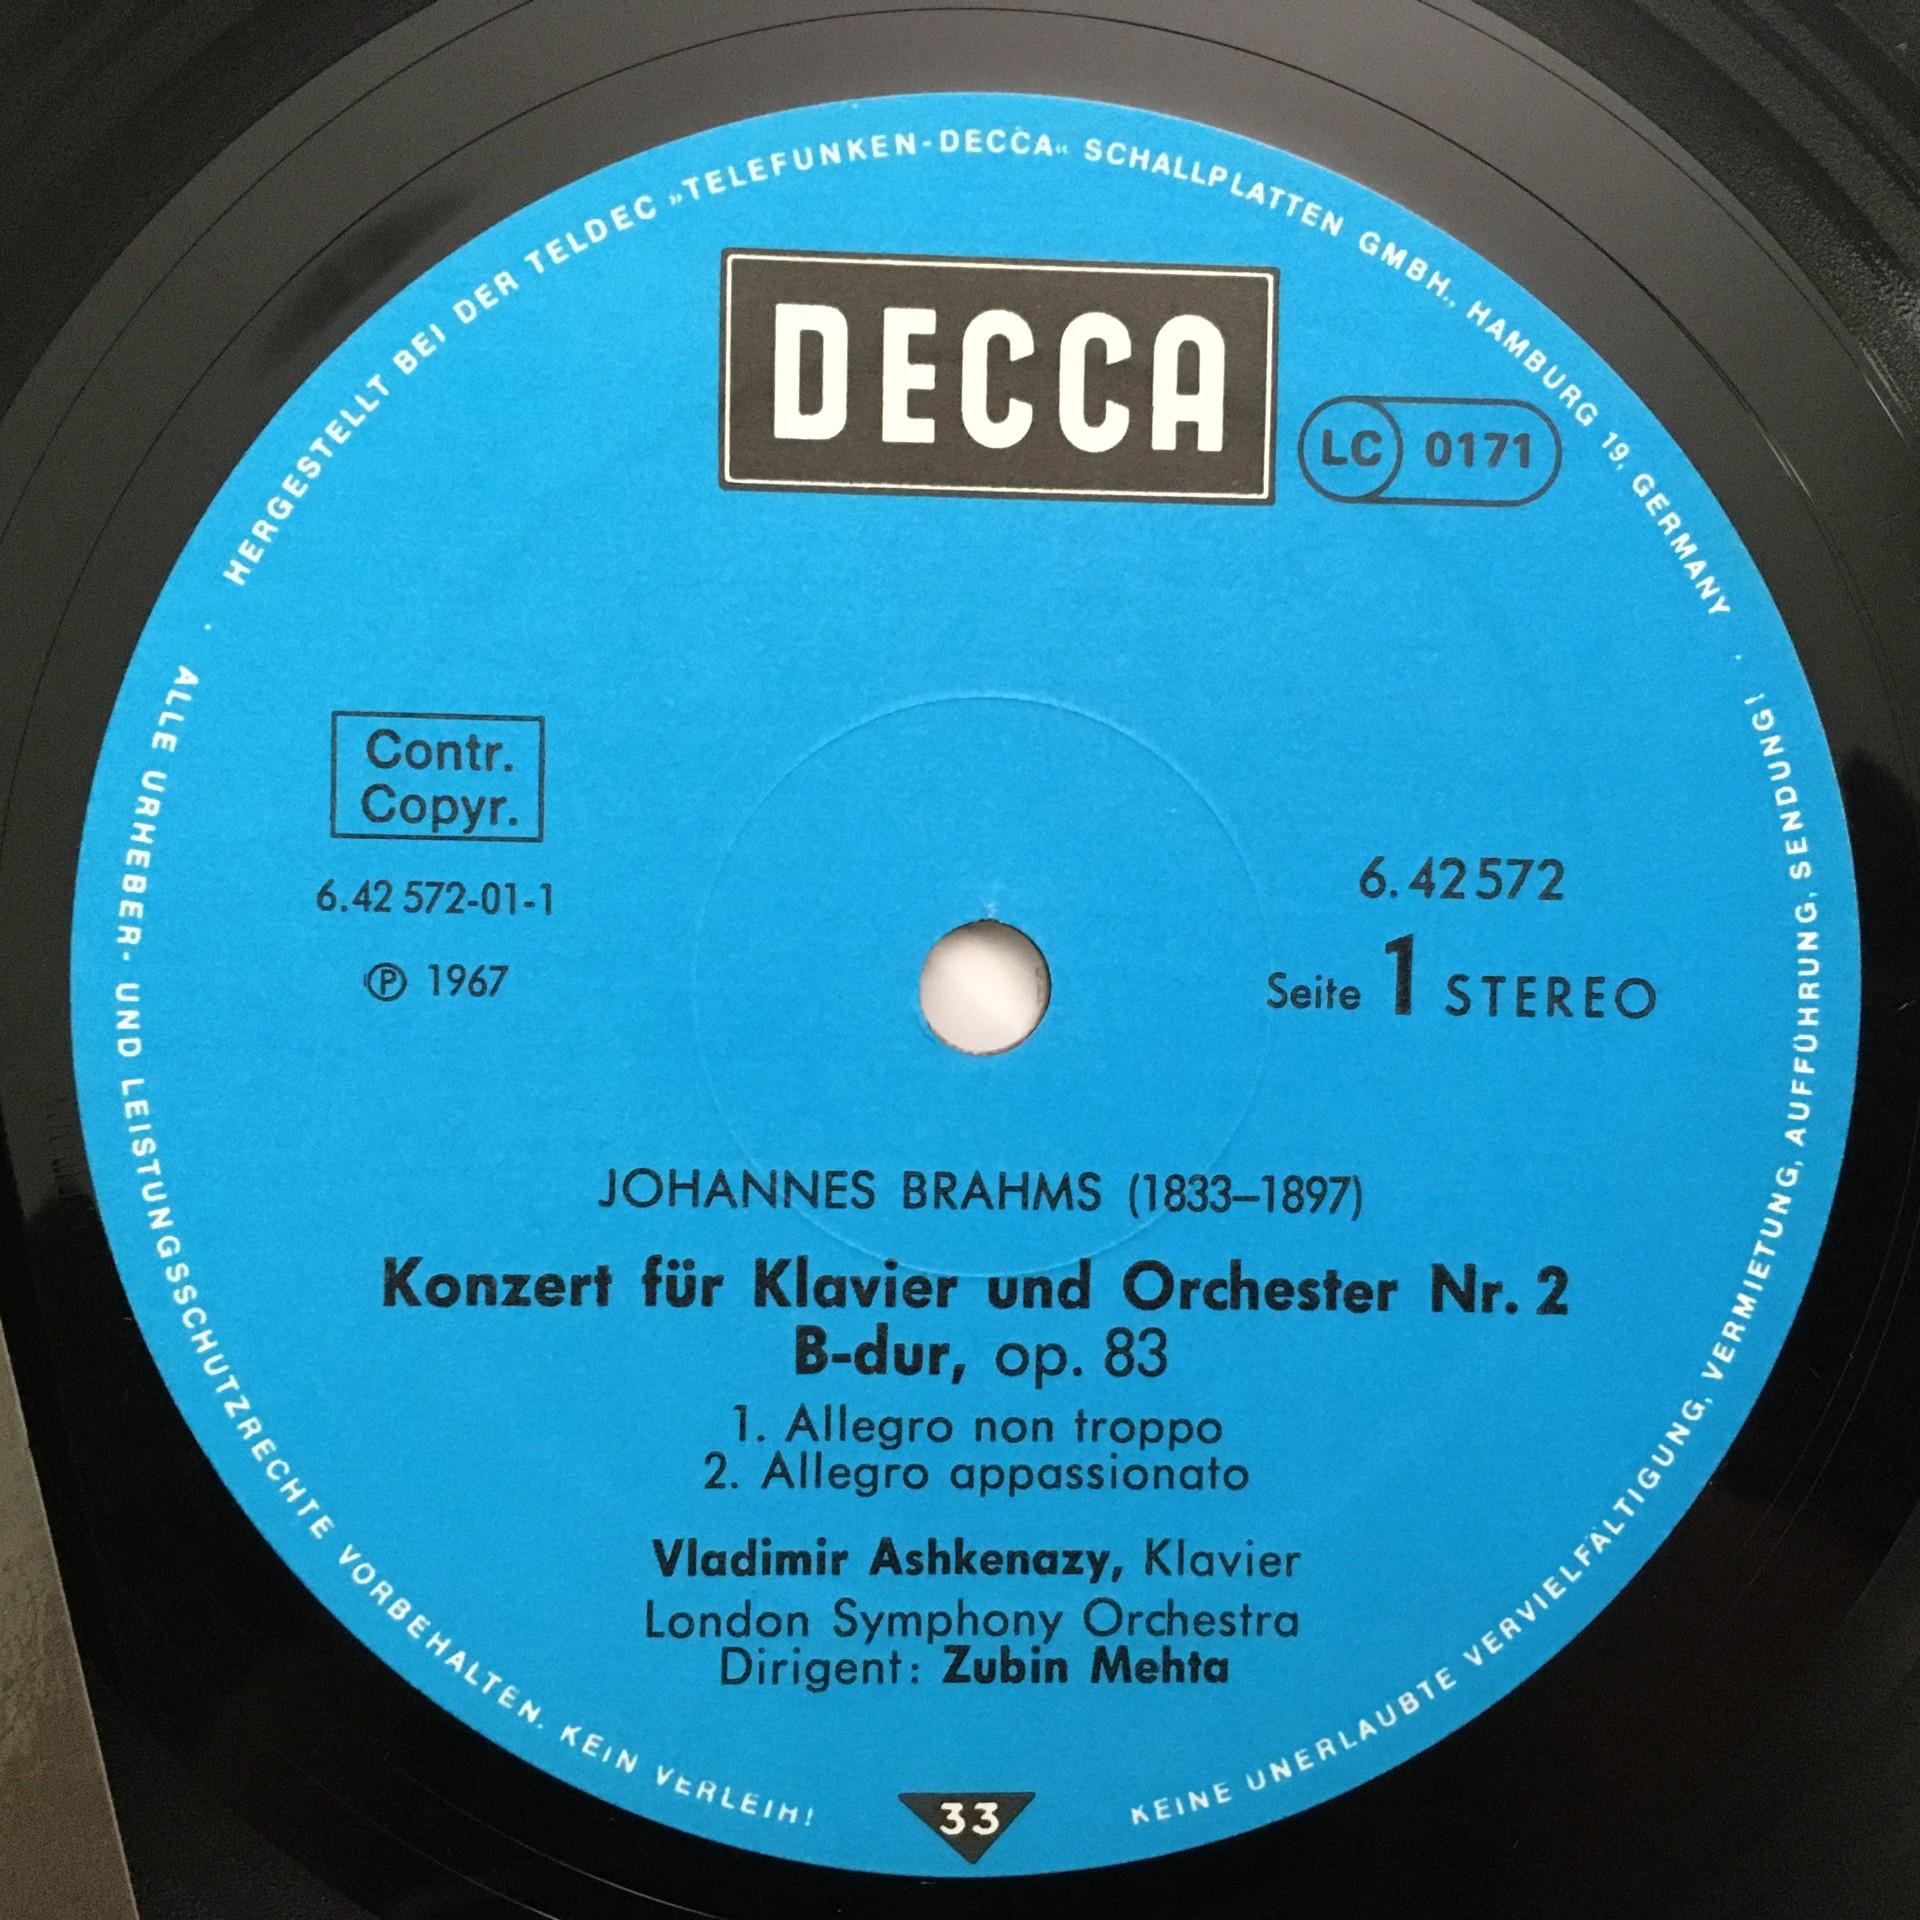 HERGESTELLT BEI DER TELDEC „TELEFUNKEN-DECCA“ SCHALLPLATTEN GMBH., HAMBURG 19, GERMANY
DECCA
LC 0171
Contr.
Copyr.
6.42 572-01-1
℗ 1967
6.42572
Seite 1 STEREO
JOHANNES BRAHMS (1833–1897)
Konzert für Klavier und Orchester Nr. 2
B-dur, op. 83
1. Allegro non troppo
2. Allegro appassionato
Vladimir Ashkenazy, Klavier
London Symphony Orchestra
Dirigent: Zubin Mehta
33
ALLE URHEBER- UND LEISTUNGSSCHUTZRECHTE VORBEHALTEN. KEIN VERLEIH!
KEINE UNERLAUBTE VERVIELFÄLTIGUNG, VERMIETUNG, AUFFÜHRUNG, SENDUNG!